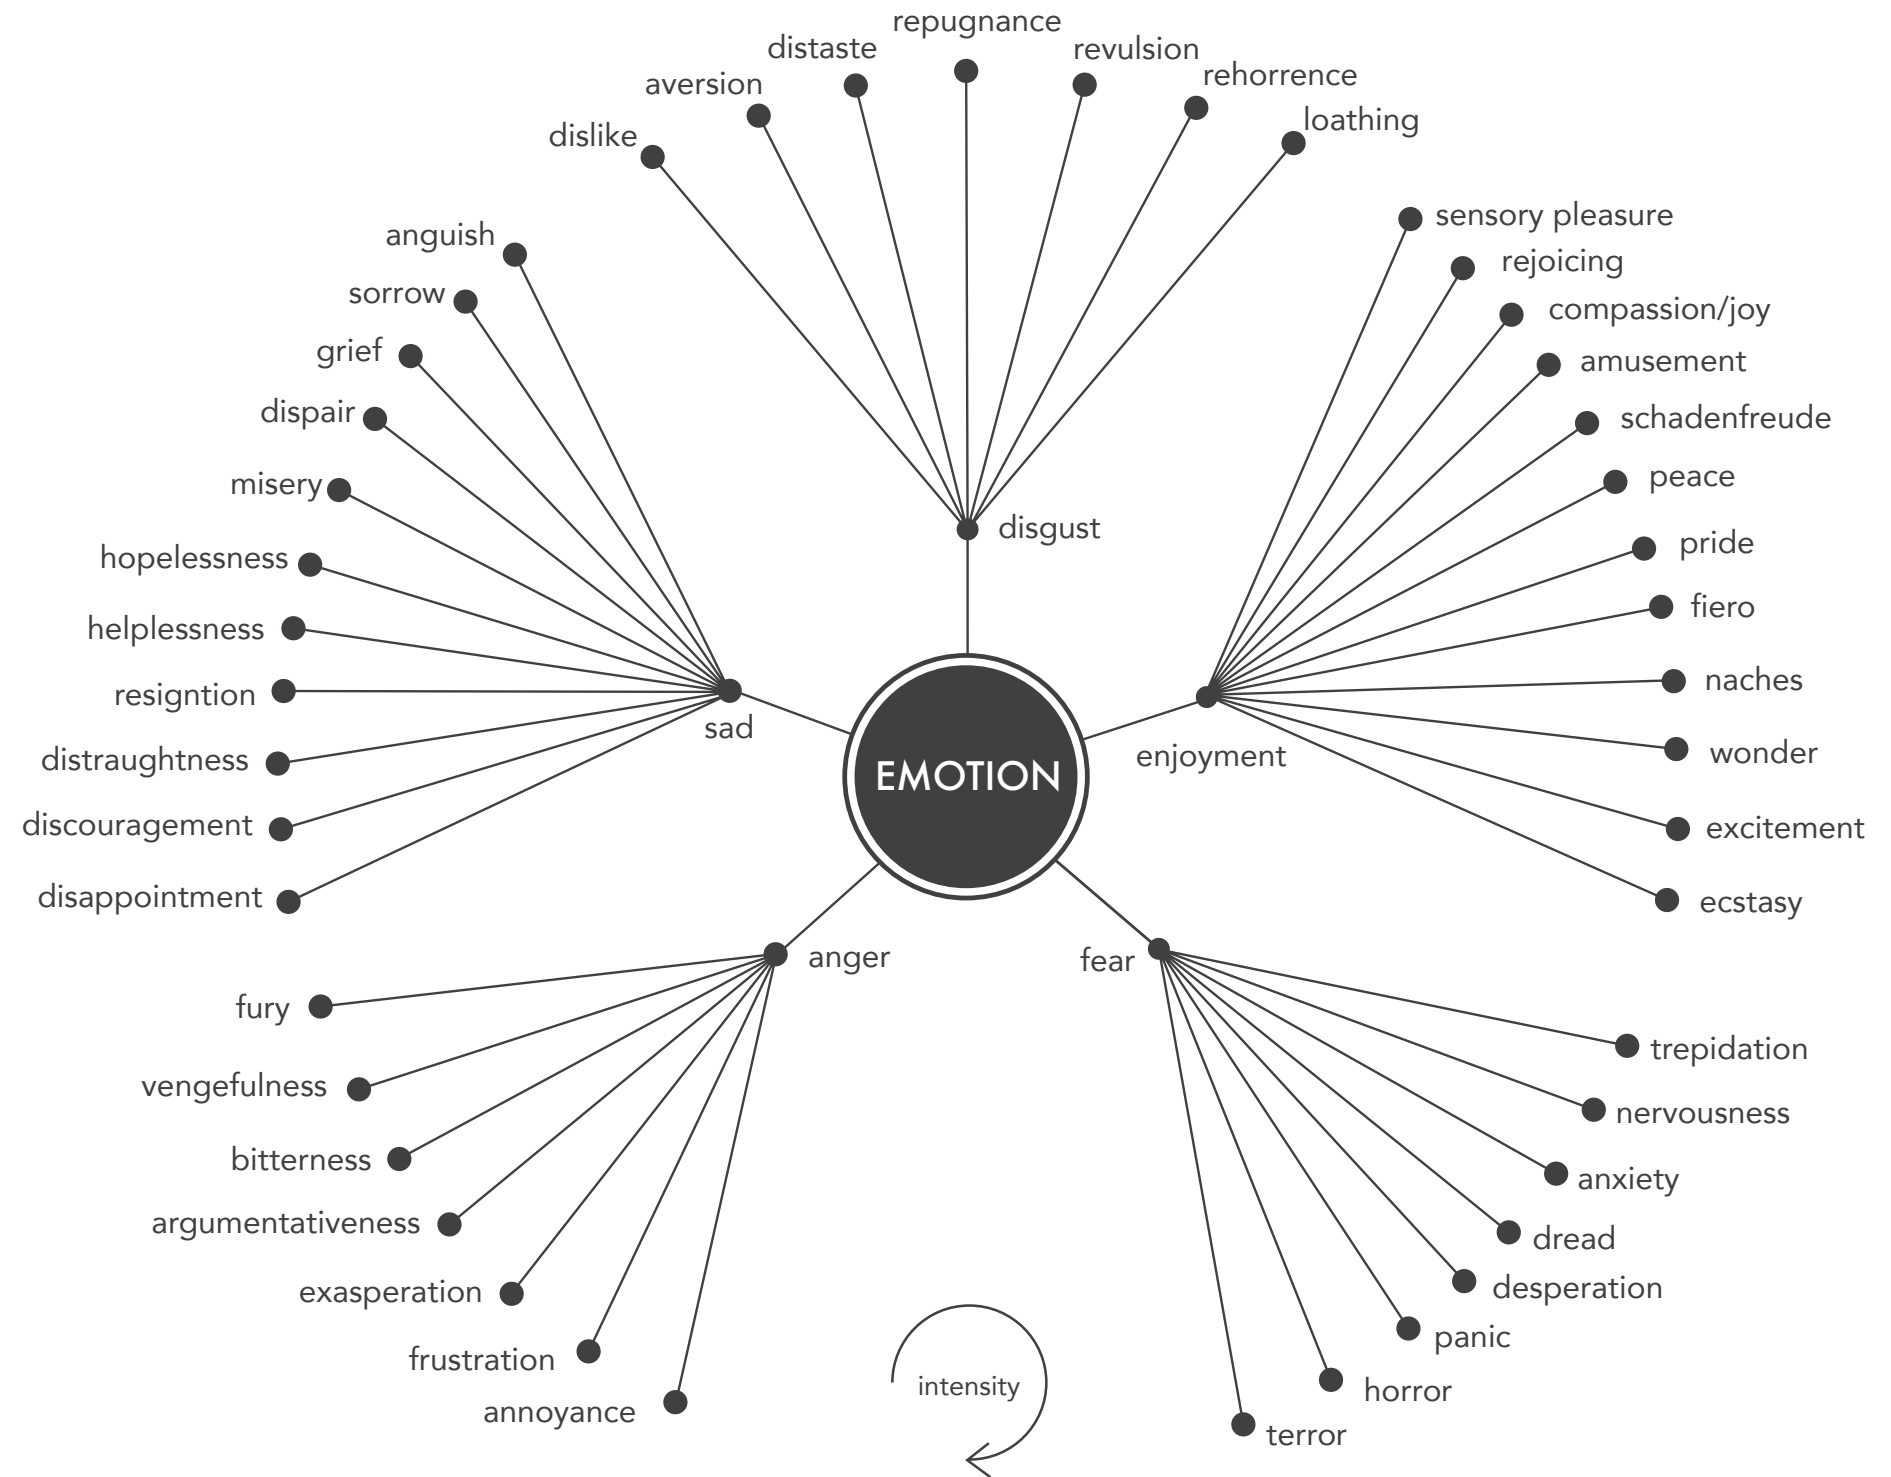 repugnance
distaste
revulsion
aversion
rehorrence
dislike
loathing
disgust
sensory pleasure
rejoicing
compassion/joy
amusement
schadenfreude
peace
pride
fiero
naches
wonder
excitement
ecstasy
enjoyment
anguish
sorrow
grief
dispair
misery
hopelessness
helplessness
resigntion
distraughtness
discouragement
disappointment
sad
EMOTION
anger
fury
vengefulness
bitterness
argumentativeness
exasperation
frustration
annoyance
fear
trepidation
nervousness
anxiety
dread
desperation
panic
horror
terror
intensity